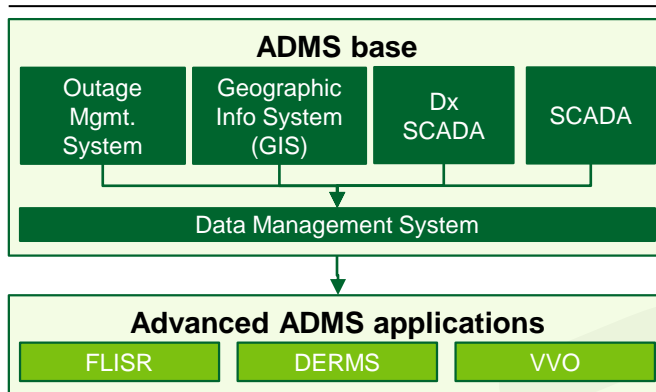 ADMS base
Outage
Mgmt.
System
Geographic
Info System
(GIS)
Dx
SCADA
SCADA
Data Management System
Advanced ADMS applications
FLISR
DERMS
VVO